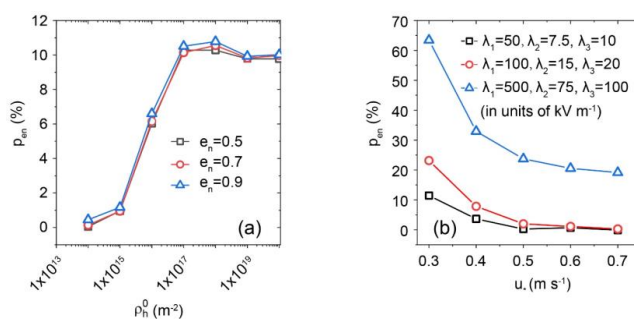 12
10
8
6
4
2
0
p_en (%)
e_n=0.5
e_n=0.7
e_n=0.9
(a)
1x10^13
1x10^15
1x10^17
1x10^19
ρ_h^0 (m^-2)
70
60
50
40
30
20
10
0
p_en (%)
λ_1=50, λ_2=7.5, λ_3=10
λ_1=100, λ_2=15, λ_3=20
λ_1=500, λ_2=75, λ_3=100
(in units of kV m^-1)
(b)
0.3 0.4 0.5 0.6 0.7
u_* (m s^-1)